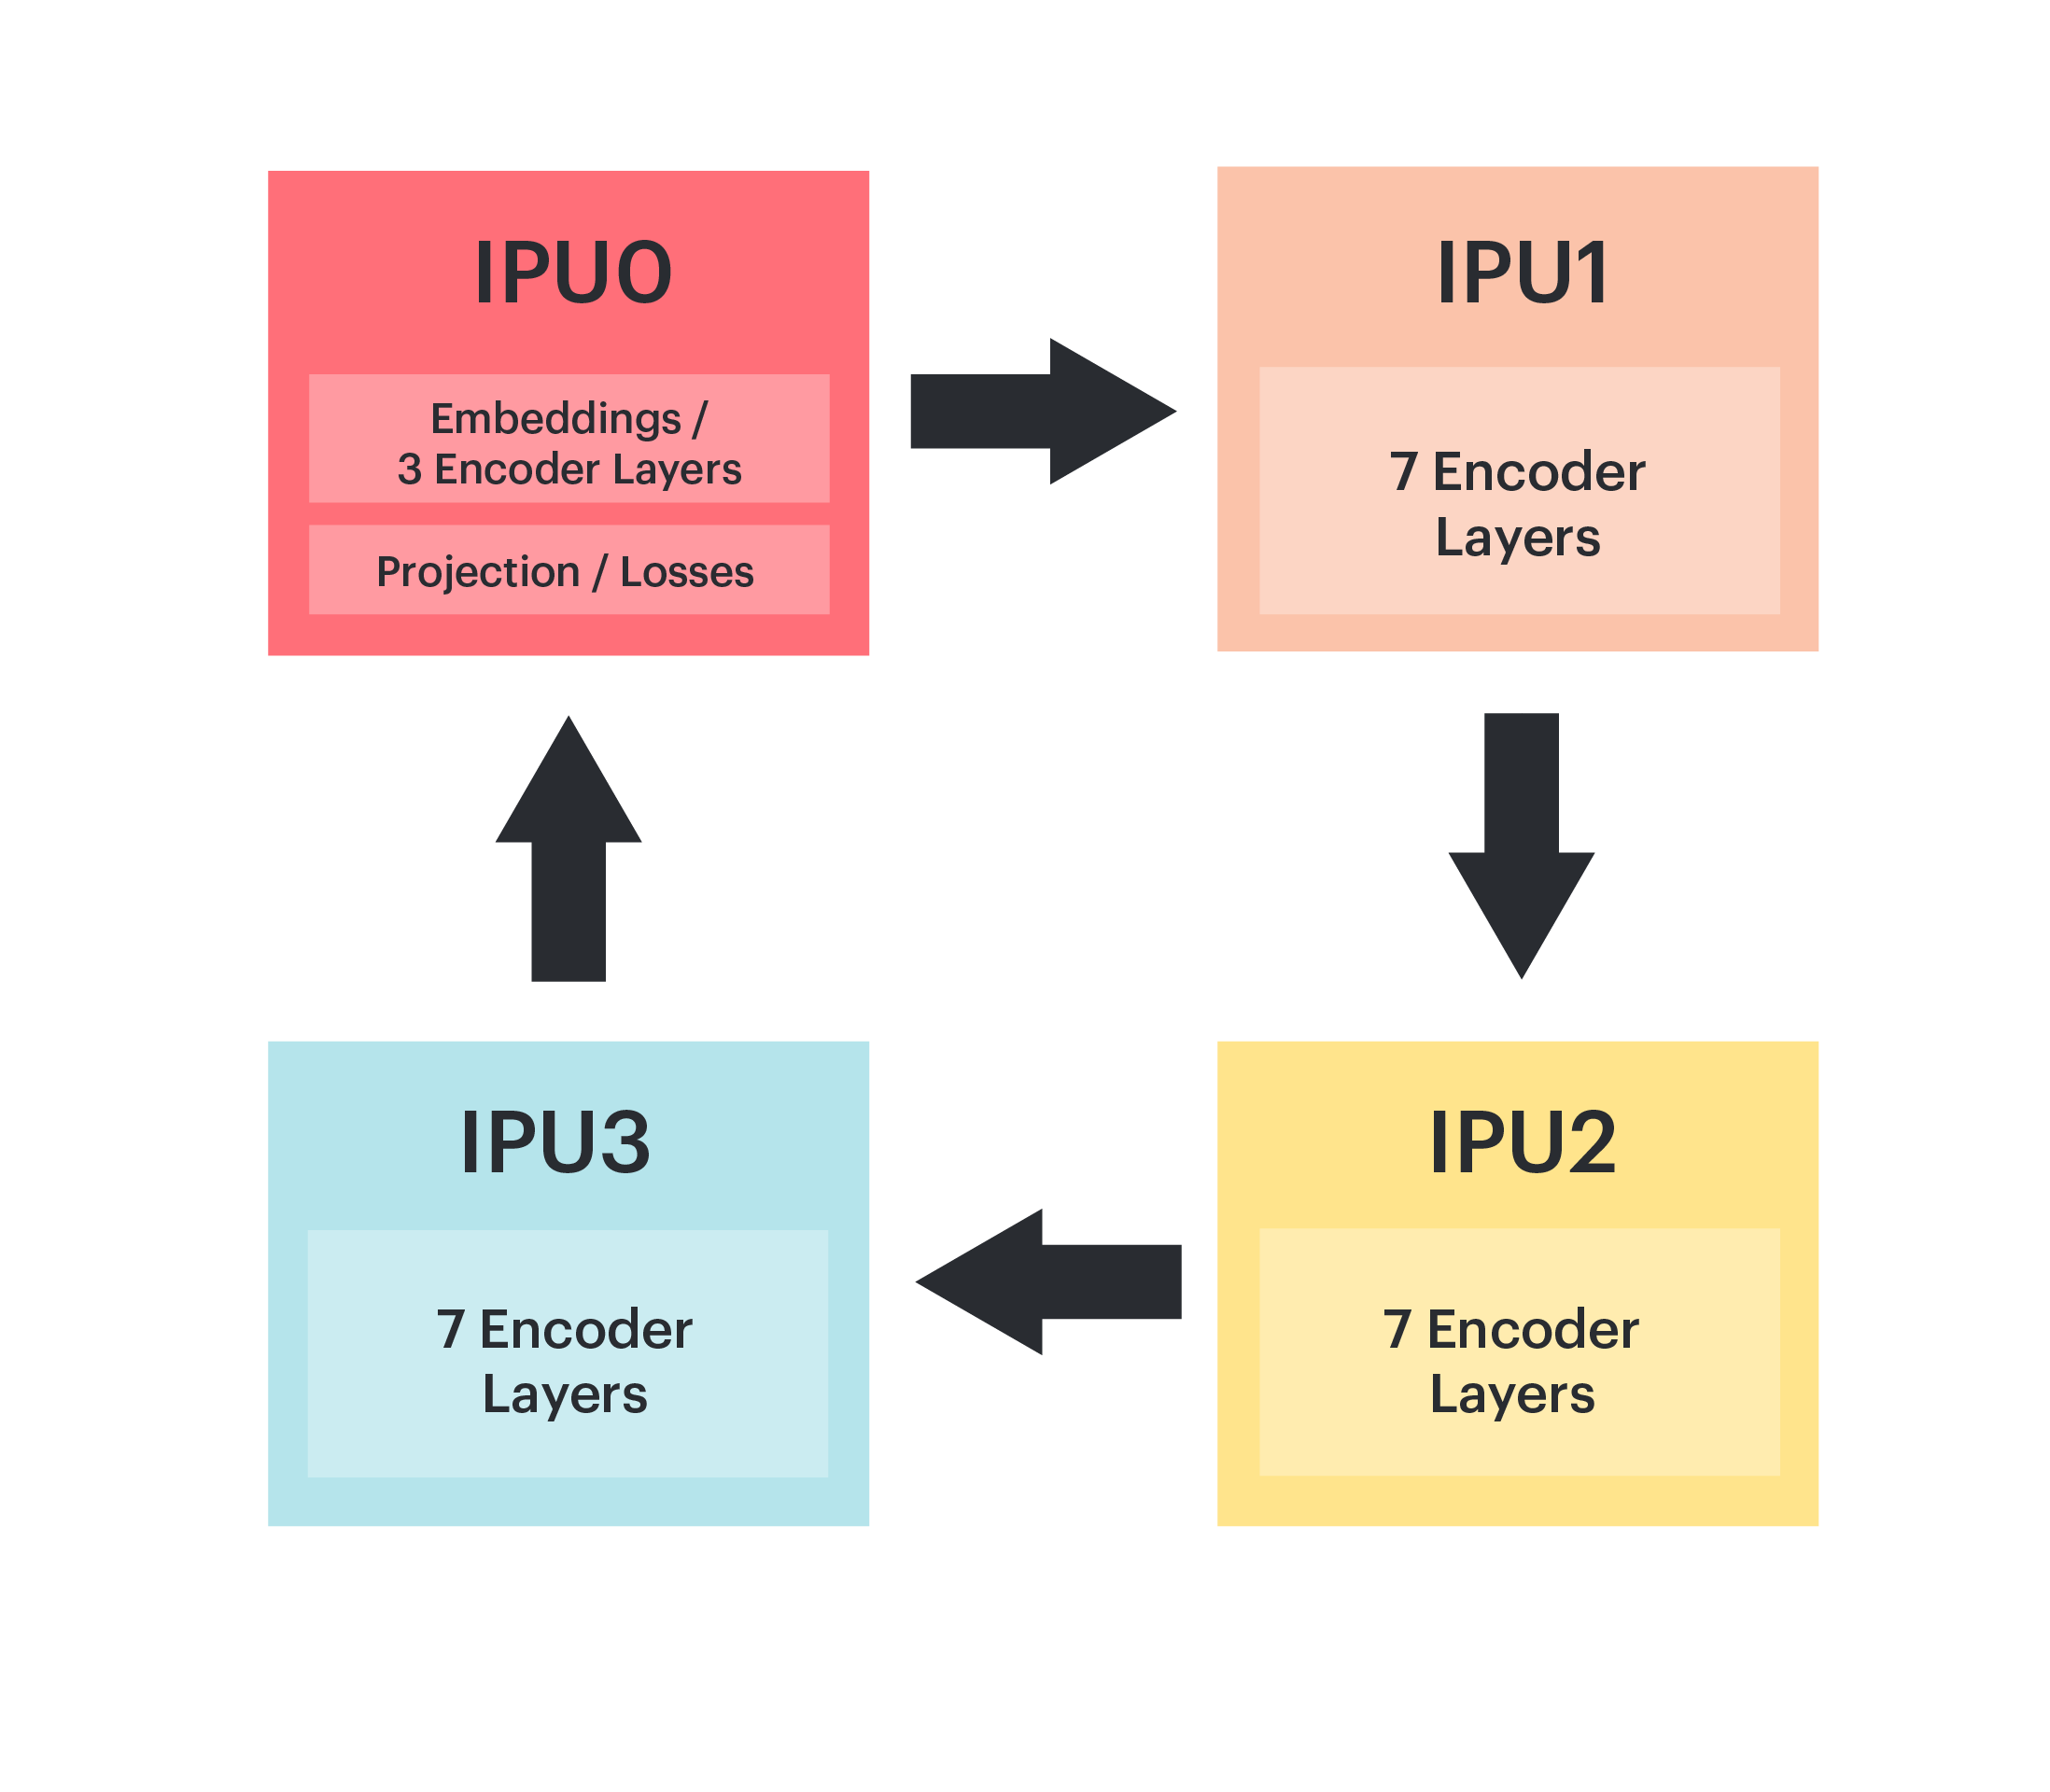 IPU0
Embeddings /
3 Encoder Layers
Projection / Losses
IPU1
7 Encoder
Layers
IPU3
7 Encoder
Layers
IPU2
7 Encoder
Layers